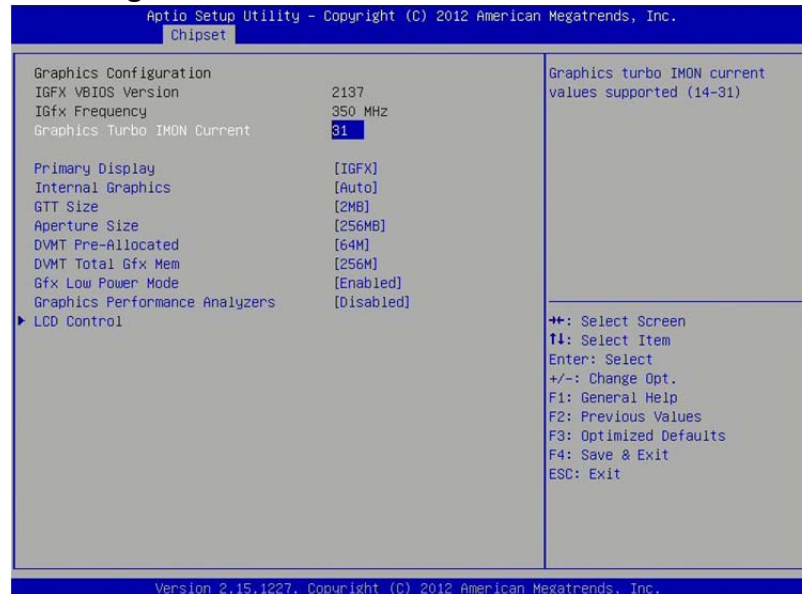 Aptio Setup Utility – Copyright (C) 2012 American Megatrends, Inc.
Chipset
Graphics Configuration
IGFX VBIOS Version 2137
IGfx Frequency 350 MHz
Graphics Turbo IMON Current 31
Primary Display [IGFX]
Internal Graphics [Auto]
GTT Size [2MB]
Aperture Size [256MB]
DVMT Pre-Allocated [64M]
DVMT Total Gfx Mem [256M]
Gfx Low Power Mode [Enabled]
Graphics Performance Analyzers [Disabled]
▶ LCD Control
Graphics turbo IMON current
values supported (14-31)
→←: Select Screen
↑↓: Select Item
Enter: Select
+/-: Change Opt.
F1: General Help
F2: Previous Values
F3: Optimized Defaults
F4: Save & Exit
ESC: Exit
Version 2.15.1227. Copyright (C) 2012 American Megatrends, Inc.